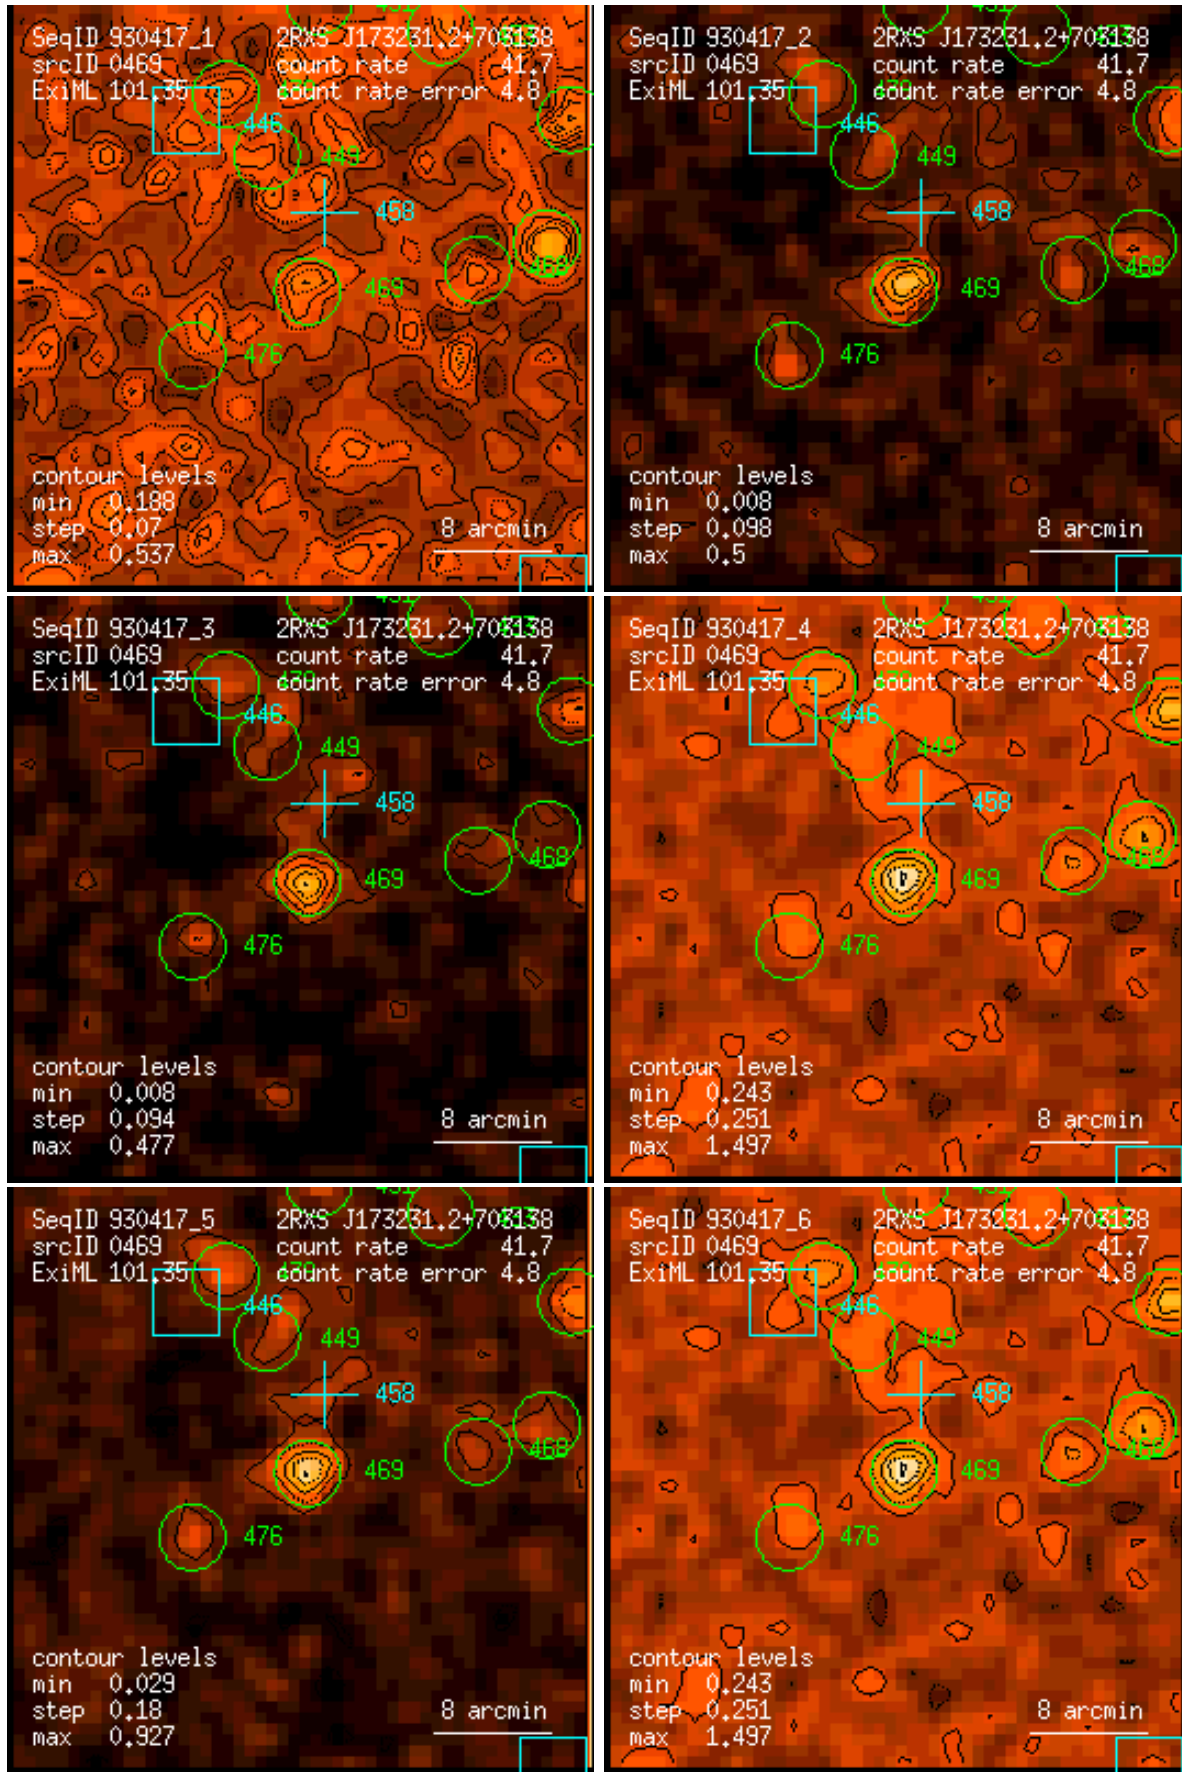 SeqID 930417_1 2RXS J173231.2+703138
srcID 0469 count rate 41.7
ExiML 101.35 count rate error 4.8
446
449
458
468
469
476
contour levels
min 0.188
step 0.07 8 arcmin
max 0.537
SeqID 930417_2 2RXS J173231.2+703138
srcID 0469 count rate 41.7
ExiML 101.35 count rate error 4.8
446
449
458
468
469
476
contour levels
min 0.008
step 0.098 8 arcmin
max 0.5
SeqID 930417_3 2RXS J173231.2+703138
srcID 0469 count rate 41.7
ExiML 101.35 count rate error 4.8
446
449
458
468
469
476
contour levels
min 0.008
step 0.094 8 arcmin
max 0.477
SeqID 930417_4 2RXS J173231.2+703138
srcID 0469 count rate 41.7
ExiML 101.35 count rate error 4.8
446
449
458
468
469
476
contour levels
min 0.243
step 0.251 8 arcmin
max 1.497
SeqID 930417_5 2RXS J173231.2+703138
srcID 0469 count rate 41.7
ExiML 101.35 count rate error 4.8
446
449
458
468
469
476
contour levels
min 0.029
step 0.18 8 arcmin
max 0.927
SeqID 930417_6 2RXS J173231.2+703138
srcID 0469 count rate 41.7
ExiML 101.35 count rate error 4.8
446
449
458
468
469
476
contour levels
min 0.243
step 0.251 8 arcmin
max 1.497